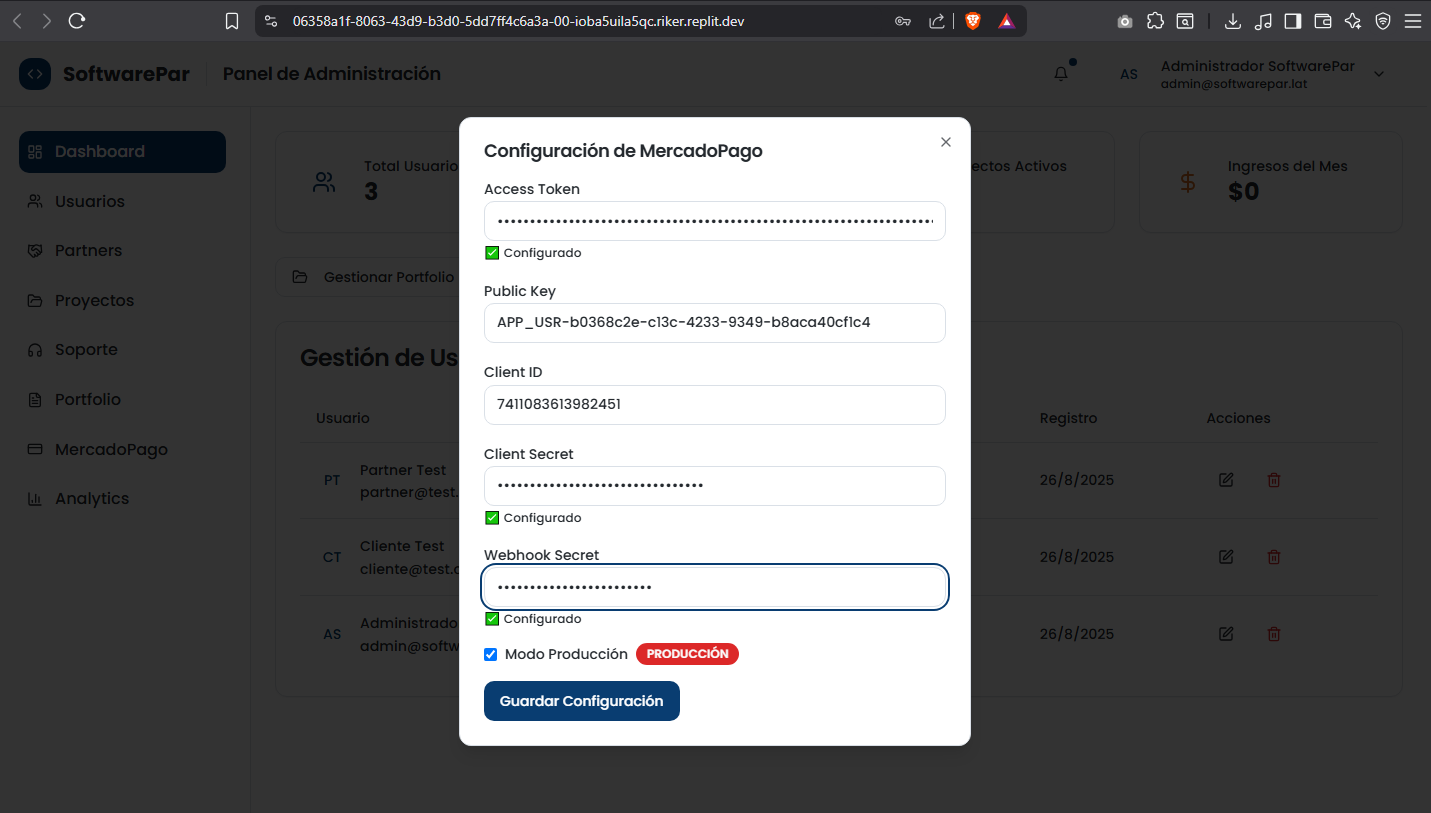 06358a1f-8063-43d9-b3d0-5dd7ff4c6a3a-00-ioba5uila5qc.riker.replit.dev
SoftwarePar
Panel de Administración
AS
Administrador SoftwarePar
admin@softwarepar.lat
Dashboard
Usuarios
Partners
Proyectos
Soporte
Portfolio
MercadoPago
Analytics
Total Usuario
3
ectos Activos
Ingresos del Mes
$0
Gestionar Portfolio
Gestión de Us
Usuario
Registro
Acciones
PT
Partner Test
partner@test.
26/8/2025
CT
Cliente Test
cliente@test.c
26/8/2025
AS
Administrado
admin@softw
26/8/2025
Configuración de MercadoPago
Access Token
Configurado
Public Key
APP_USR-b0368c2e-c13c-4233-9349-b8aca40cf1c4
Client ID
7411083613982451
Client Secret
Configurado
Webhook Secret
Configurado
Modo Producción
PRODUCCIÓN
Guardar Configuración